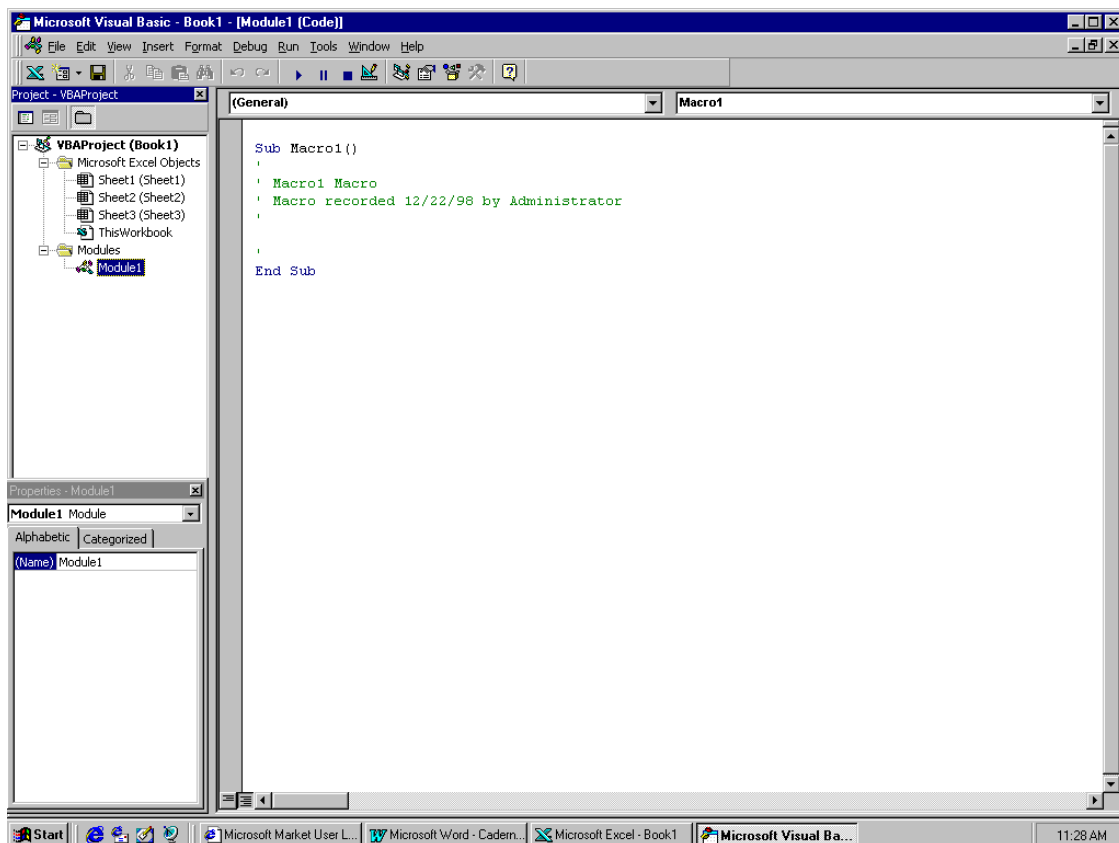 Microsoft Visual Basic - Book1 - [Module1 (Code)]
File Edit View Insert Format Debug Run Tools Window Help
Project - VBAProject
(General) Macro1
VBAProject (Book1)
Microsoft Excel Objects
Sheet1 (Sheet1)
Sheet2 (Sheet2)
Sheet3 (Sheet3)
ThisWorkbook
Modules
Module1
Sub Macro1()
'
' Macro1 Macro
' Macro recorded 12/22/98 by Administrator
'
'
End Sub
Properties - Module1
Module1 Module
Alphabetic Categorized
(Name) Module1
Start Microsoft Market User L... Microsoft Word - Cadern... Microsoft Excel - Book1 Microsoft Visual Ba... 11:28 AM